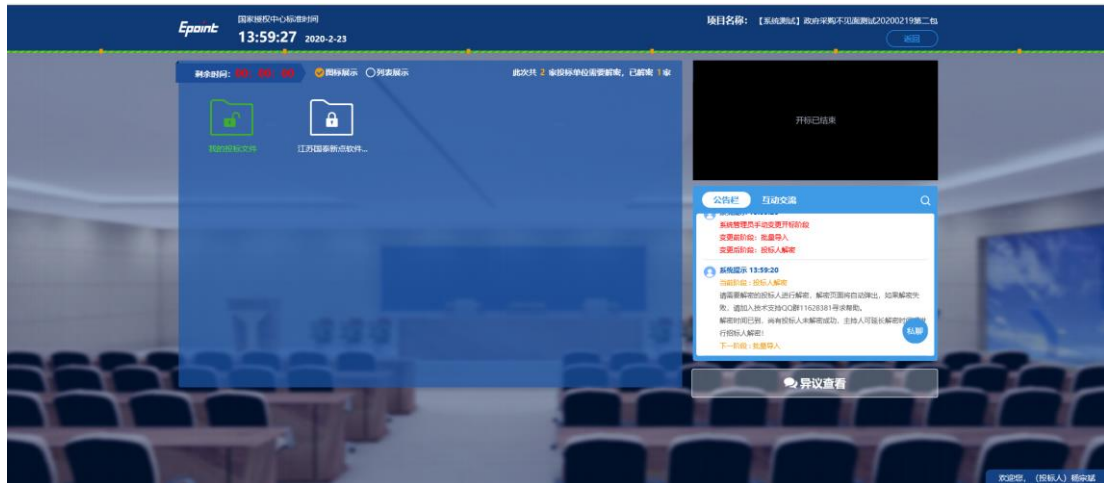 Epoint
国家授权中心标准时间
13:59:27 2020-2-23
项目名称：【系统测试】政府采购不见面测试20200219第二包
返回
剩余时间：00:00:00
图标展示 列表展示
此次共 2 家投标单位需要解密，已解密 1 家
我的投标文件
江苏国泰新点软件...
开标已结束
公告栏 互动交流
系统管理员手动变更开标阶段
变更前阶段：批量导入
变更后阶段：投标人解密
系统提示 13:59:20
当前阶段：投标人解密
请需要解密的投标人进行解密，解密页面将自动弹出，如果解密失
败，请加入技术支持QQ群11628381寻求帮助。
解密时间已到，尚有投标人未解密成功，主持人可延长解密时间
行招标人解密！
下一阶段：批量导入
私聊
异议查看
欢迎您，（投标人）杨宗斌